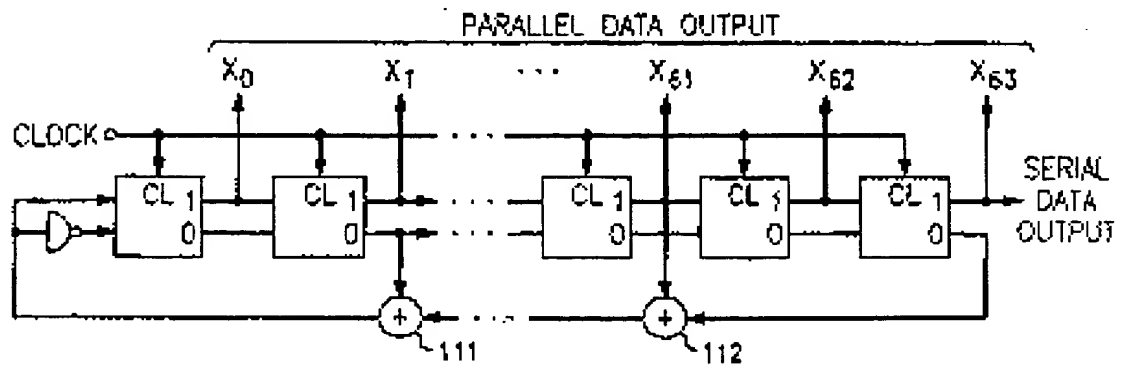 PARALLEL DATA OUTPUT
X0 X1 ... X61 X62 X63
CLOCK
CL 1 CL 1 ... CL 1 CL 1 CL 1
0 0 ... 0 0 0
SERIAL
DATA
OUTPUT
+ ... +
111 112